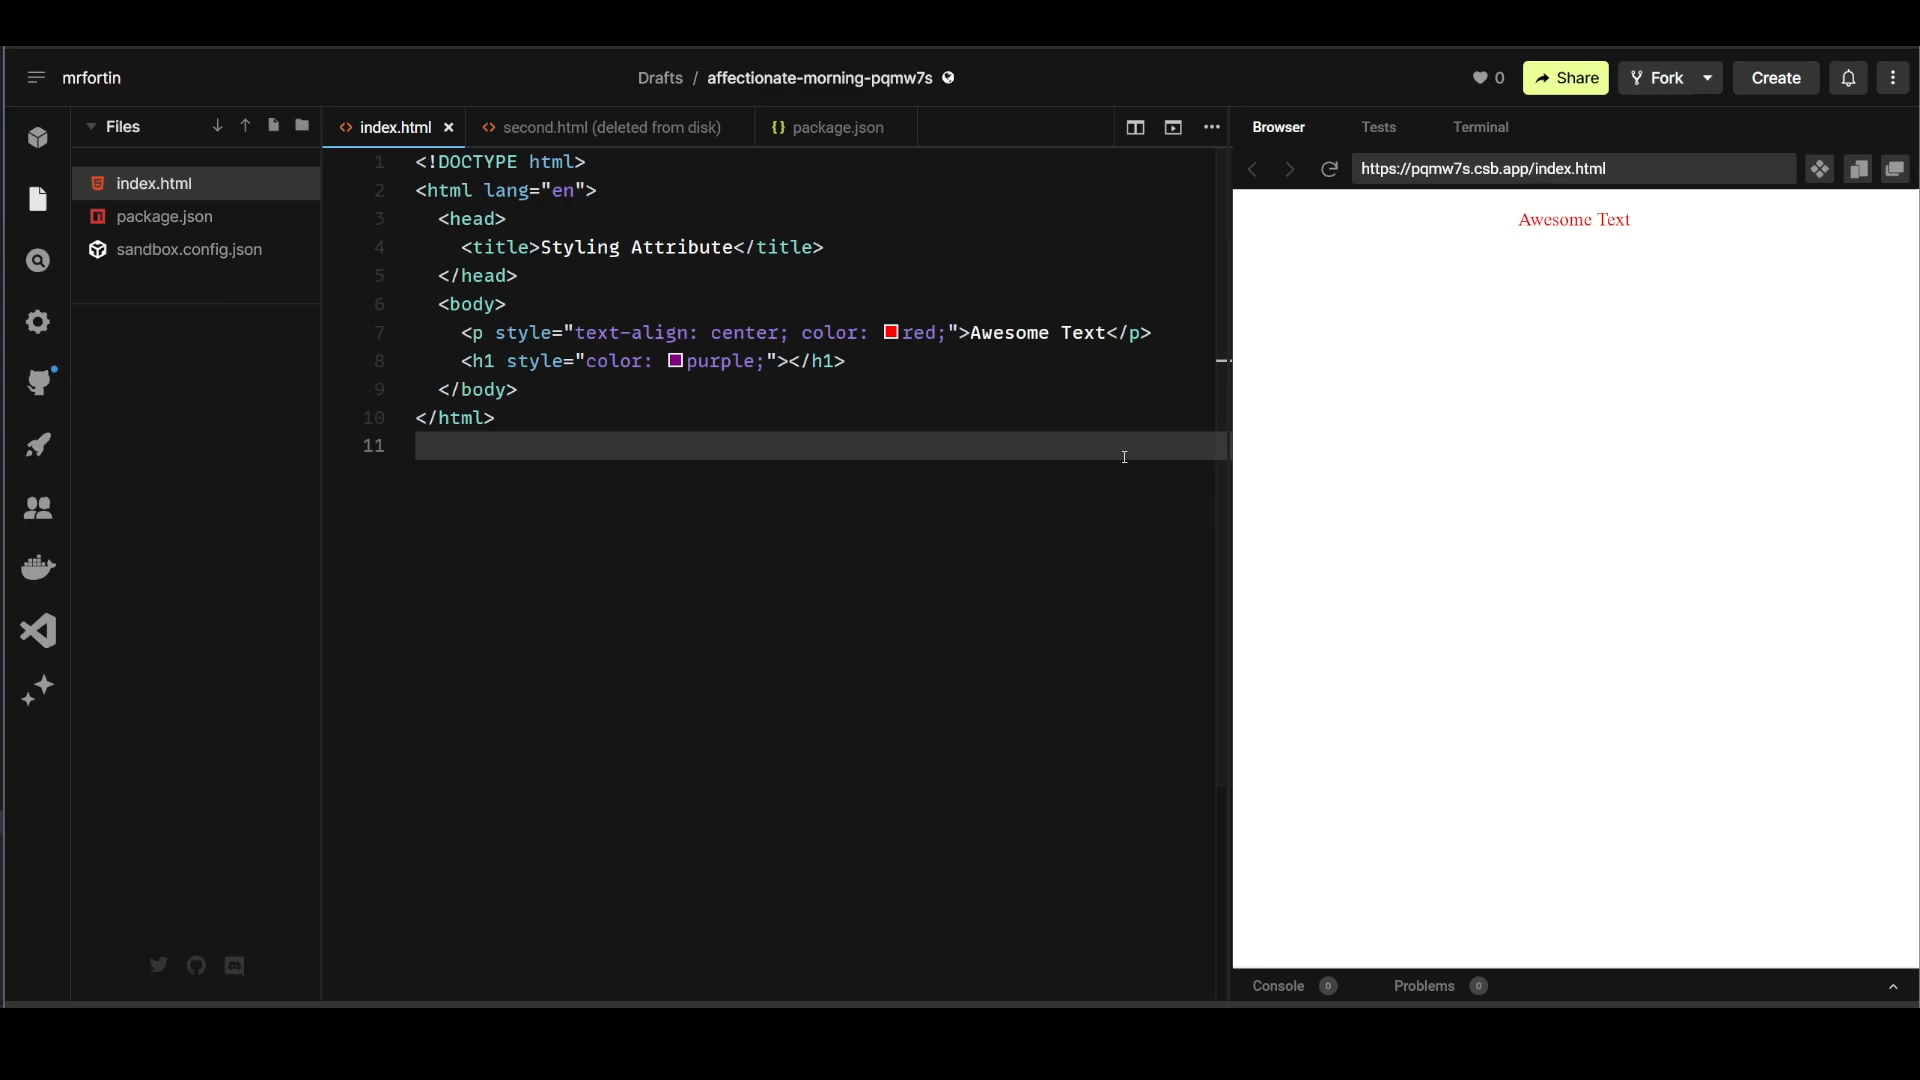 mrfortin
Drafts / affectionate-morning-pqmw7s
0
Share
Fork
Create
Files
index.html
package.json
sandbox.config.json
index.html
second.html (deleted from disk)
{} package.json
1 <!DOCTYPE html>
2 <html lang="en">
3 <head>
4 <title>Styling Attribute</title>
5 </head>
6 <body>
7 <p style="text-align: center; color: red;">Awesome Text</p>
8 <h1 style="color: purple;"></h1>
9 </body>
10 </html>
11
Browser
Tests
Terminal
https://pqmw7s.csb.app/index.html
Awesome Text
Console 0
Problems 0